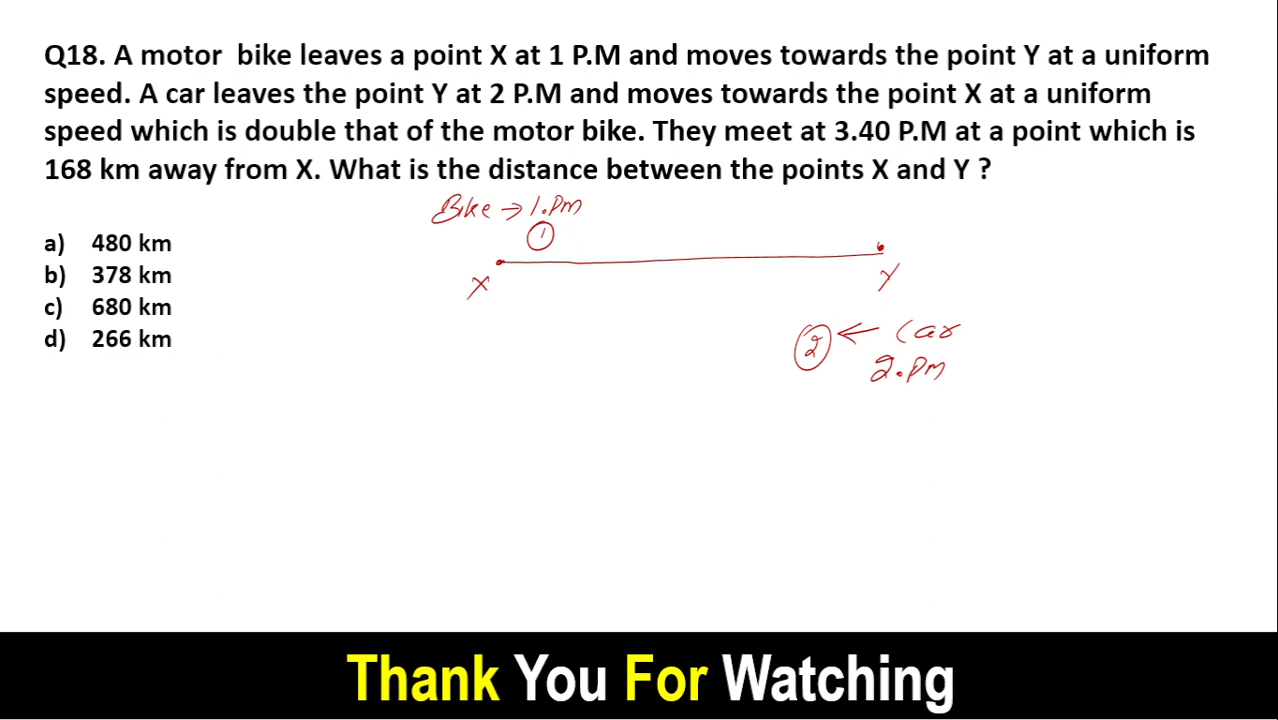 Q18. A motor  bike leaves a point X at 1 P.M and moves towards the point Y at a uniform
speed. A car leaves the point Y at 2 P.M and moves towards the point X at a uniform
speed which is double that of the motor bike. They meet at 3.40 P.M at a point which is
168 km away from X. What is the distance between the points X and Y ?
Bike → 1.Pm
1
X
Y
a) 480 km
b) 378 km
c) 680 km
d) 266 km
2 ← Car
2.Pm
Thank You For Watching